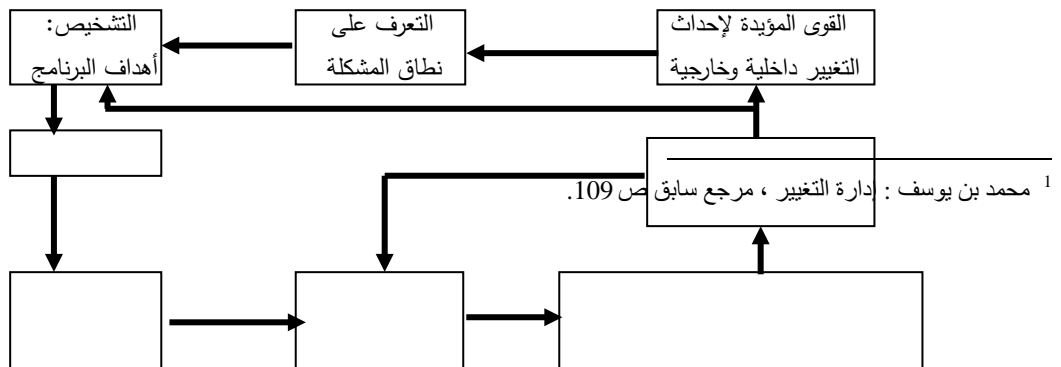 القوى المؤيدة لإحداث
التغيير داخلية وخارجية
التعرف على
نطاق المشكلة
التشخيص:
أهداف البرنامج
1 محمد بن يوسف : إدارة التغيير ، مرجع سابق ص 109.